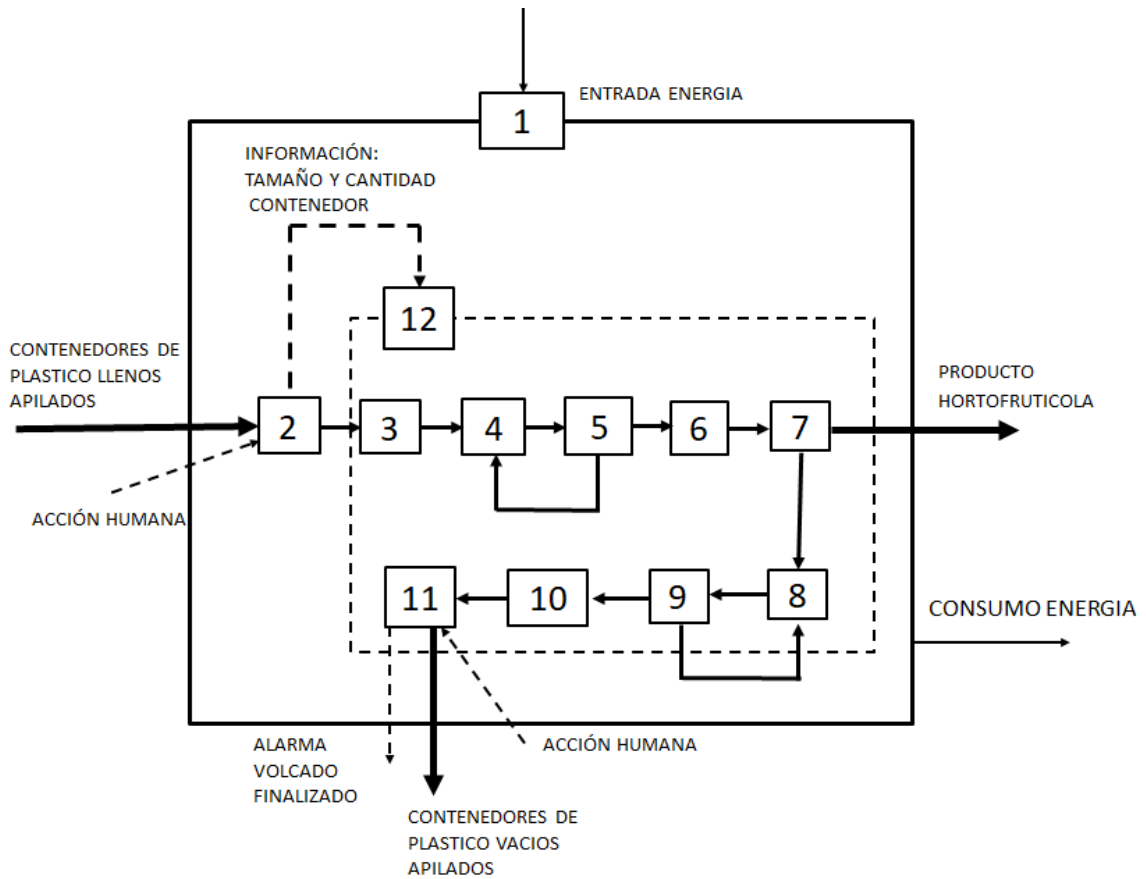 ENTRADA ENERGIA
1
INFORMACIÓN:
TAMAÑO Y CANTIDAD
CONTENEDOR
12
CONTENEDORES DE
PLASTICO LLENOS
APILADOS
PRODUCTO
HORTOFRUTICOLA
2
3
4
5
6
7
ACCIÓN HUMANA
11
10
9
8
CONSUMO ENERGIA
ALARMA
VOLCADO
FINALIZADO
ACCIÓN HUMANA
CONTENEDORES DE
PLASTICO VACIOS
APILADOS